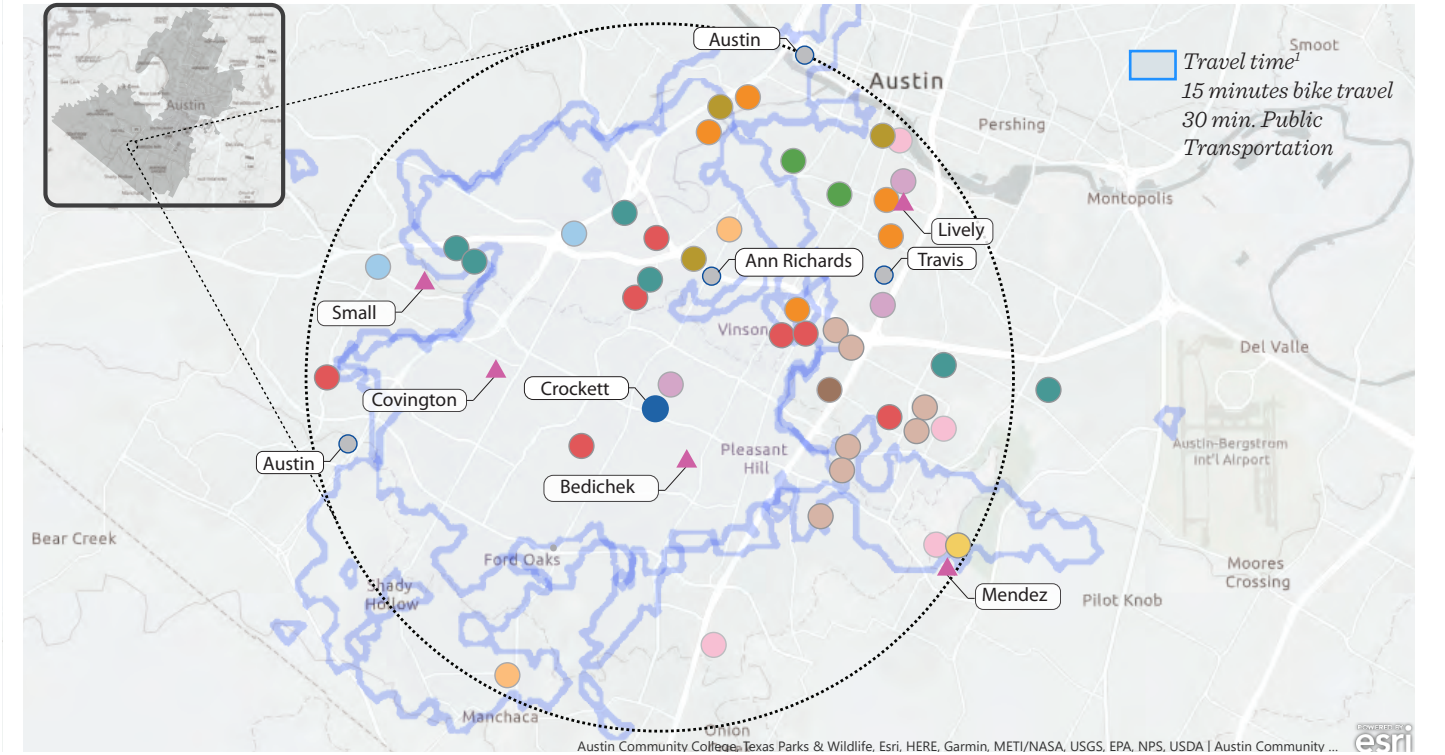 Austin
Austin
Smoot
Travel time¹
15 minutes bike travel
30 min. Public
Transportation
Austin
Pershing
Montopolis
Lively
Ann Richards
Travis
Small
Vinson
Del Valle
Crockett
Covington
Pleasant
Hill
Austin-Bergstrom
Int'l Airport
Austin
Bedichek
Bear Creek
Ford Oaks
Shady
Hollow
Moores
Crossing
Mendez
Pilot Knob
Manchaca
Onion
POWERED BY
esri
Austin Community College, Texas Parks & Wildlife, Esri, HERE, Garmin, METI/NASA, USGS, EPA, NPS, USDA | Austin Community ...